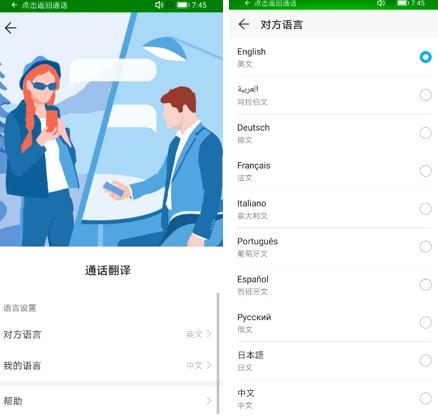 点击返回通话
7:45
通话翻译
语言设置
对方语言
英文
我的语言
中文
帮助
点击返回通话
7:45
对方语言
English
英文
العربية
阿拉伯文
Deutsch
德文
Français
法文
Italiano
意大利文
Português
葡萄牙文
Español
西班牙文
Русский
俄文
日本語
日文
中文
中文